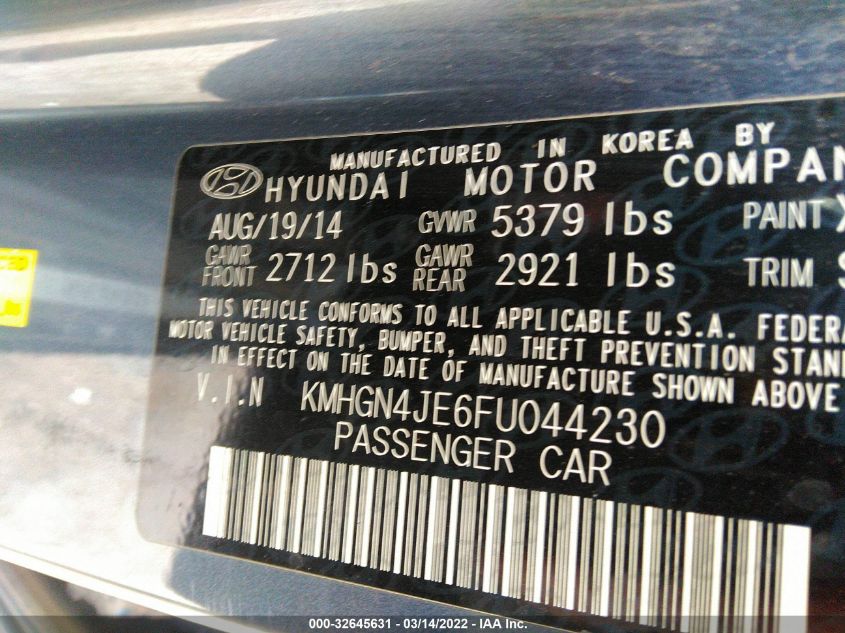 MANUFACTURED IN KOREA BY
HYUNDAI MOTOR COMPAN
AUG/19/14 GVWR 5379 lbs PAINT X
GAWR FRONT 2712 lbs GAWR REAR 2921 lbs TRIM S
THIS VEHICLE CONFORMS TO ALL APPLICABLE U.S.A. FEDERA
MOTOR VEHICLE SAFETY, BUMPER, AND THEFT PREVENTION STAN
IN EFFECT ON THE DATE OF MANUFACTURE SHOWN ABOVE
V.I.N KMHGN4JE6FU044230
PASSENGER CAR
000-32645631 - 03/14/2022 - IAA Inc.